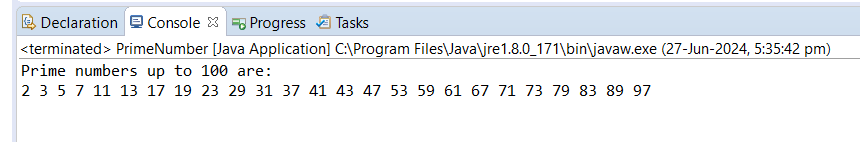 Declaration Console Progress Tasks
<terminated> PrimeNumber [Java Application] C:\Program Files\Java\jre1.8.0_171\bin\javaw.exe (27-Jun-2024, 5:35:42 pm)
Prime numbers up to 100 are:
2 3 5 7 11 13 17 19 23 29 31 37 41 43 47 53 59 61 67 71 73 79 83 89 97